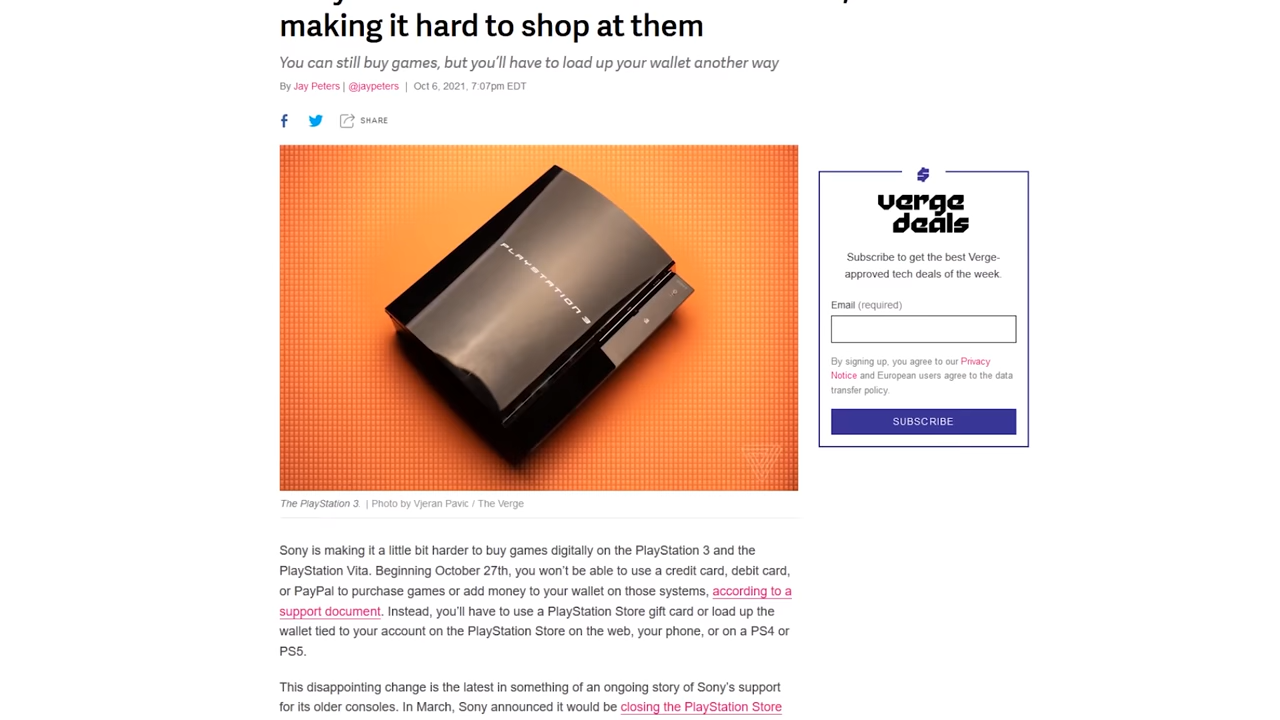 making it hard to shop at them
You can still buy games, but you'll have to load up your wallet another way
By Jay Peters | @jaypeters | Oct 6, 2021, 7:07pm EDT
SHARE
PLAYSTATION 3
The PlayStation 3. | Photo by Vjeran Pavic / The Verge
Sony is making it a little bit harder to buy games digitally on the PlayStation 3 and the
PlayStation Vita. Beginning October 27th, you won't be able to use a credit card, debit card,
or PayPal to purchase games or add money to your wallet on those systems, according to a
support document. Instead, you'll have to use a PlayStation Store gift card or load up the
wallet tied to your account on the PlayStation Store on the web, your phone, or on a PS4 or
PS5.
This disappointing change is the latest in something of an ongoing story of Sony's support
for its older consoles. In March, Sony announced it would be closing the PlayStation Store
verge
deals
Subscribe to get the best Verge-
approved tech deals of the week.
Email (required)
By signing up, you agree to our Privacy
Notice and European users agree to the data
transfer policy.
SUBSCRIBE